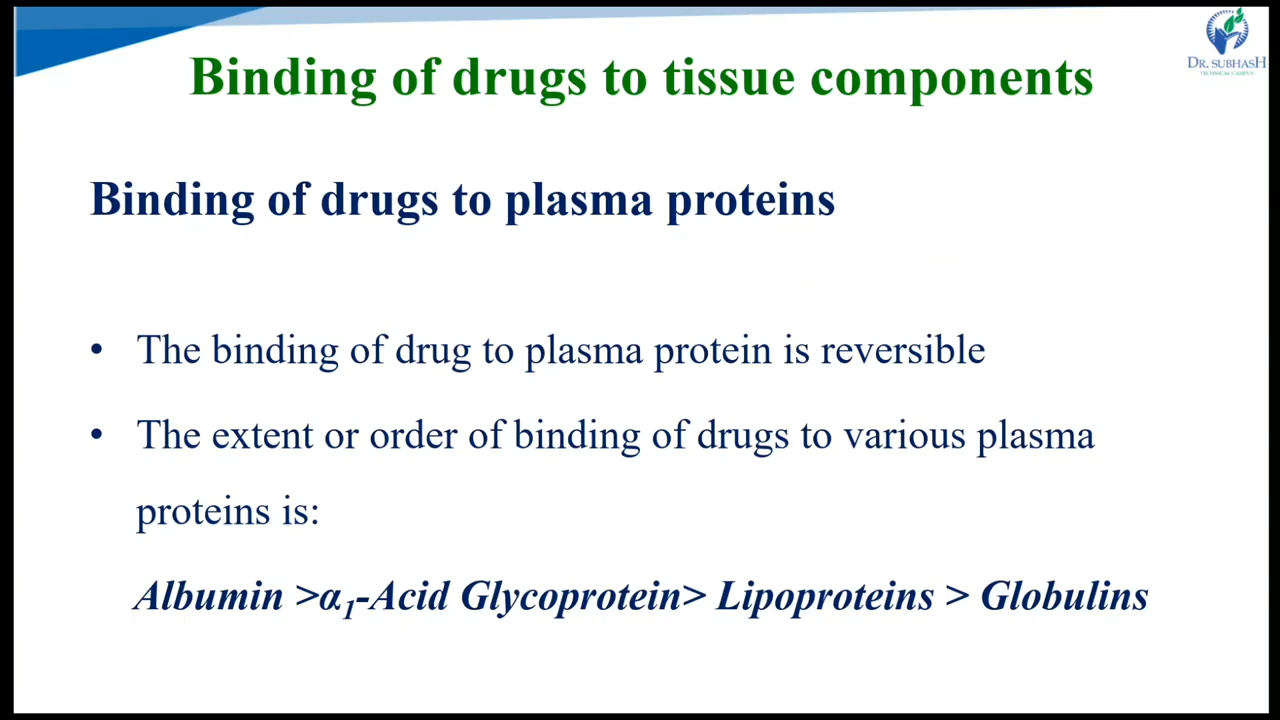 DR. SUBHASH
TECHNICAL CAMPUS
Binding of drugs to tissue components
Binding of drugs to plasma proteins
• The binding of drug to plasma protein is reversible
• The extent or order of binding of drugs to various plasma
proteins is:
Albumin >α₁-Acid Glycoprotein> Lipoproteins > Globulins